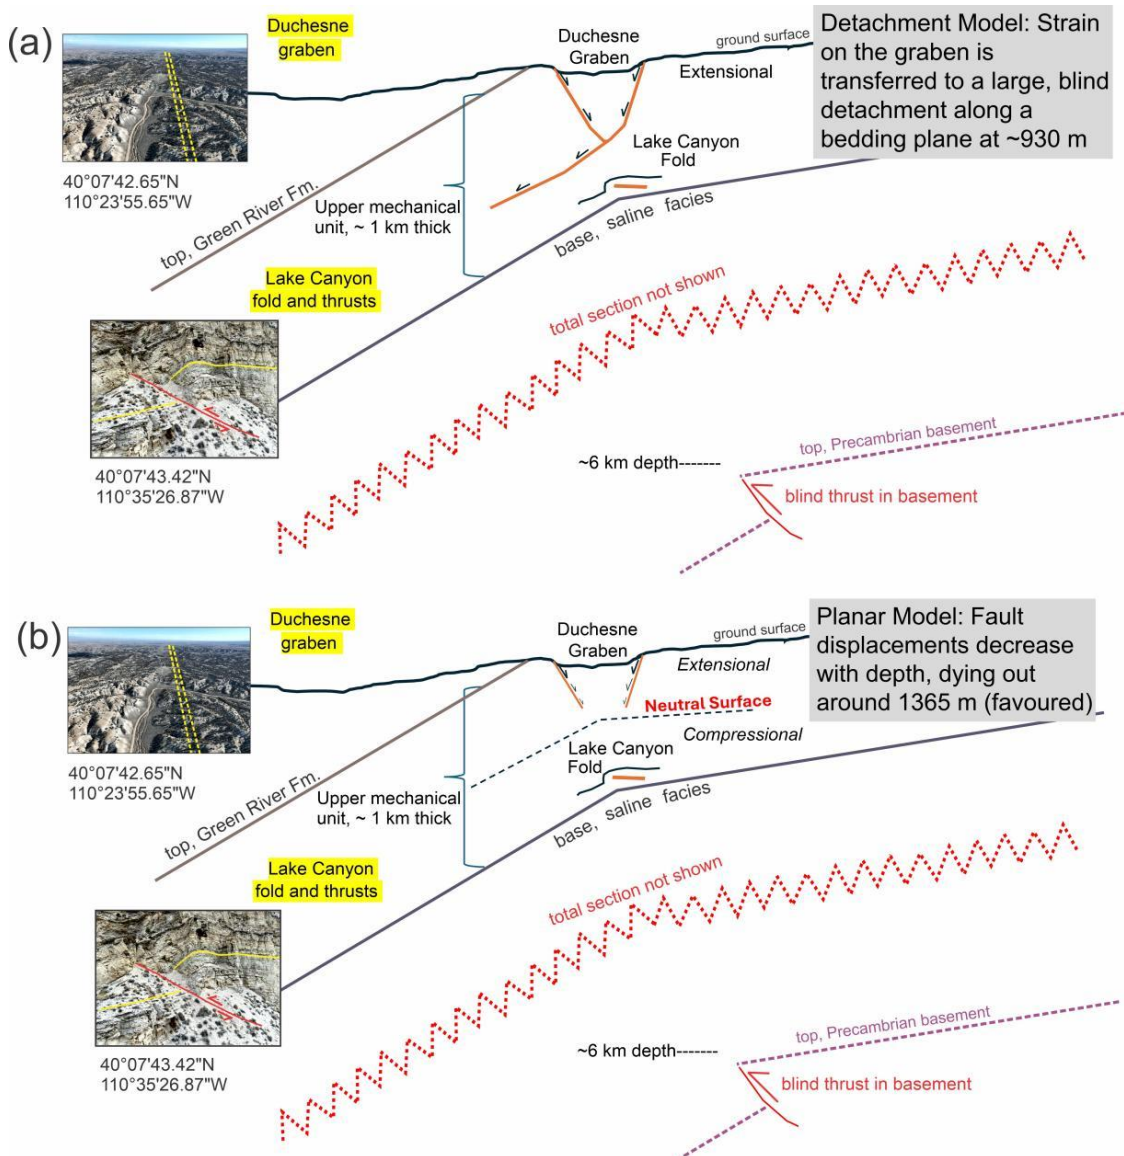 (a)
Duchesne
graben
40°07'42.65"N
110°23'55.65"W
Duchesne
Graben
ground surface
Extensional
Detachment Model: Strain
on the graben is
transferred to a large, blind
detachment along a
bedding plane at ~930 m
Lake Canyon
Fold
top, Green River Fm.
Upper mechanical
unit, ~ 1 km thick
base, saline facies
Lake Canyon
fold and thrusts
40°07'43.42"N
110°35'26.87"W
total section not shown
top, Precambrian basement
~6 km depth-------
blind thrust in basement
(b)
Duchesne
graben
40°07'42.65"N
110°23'55.65"W
Duchesne
Graben
ground surface
Extensional
Planar Model: Fault
displacements decrease
with depth, dying out
around 1365 m (favoured)
Neutral Surface
Compressional
Lake Canyon
Fold
top, Green River Fm.
Upper mechanical
unit, ~ 1 km thick
base, saline facies
Lake Canyon
fold and thrusts
40°07'43.42"N
110°35'26.87"W
total section not shown
top, Precambrian basement
~6 km depth-------
blind thrust in basement